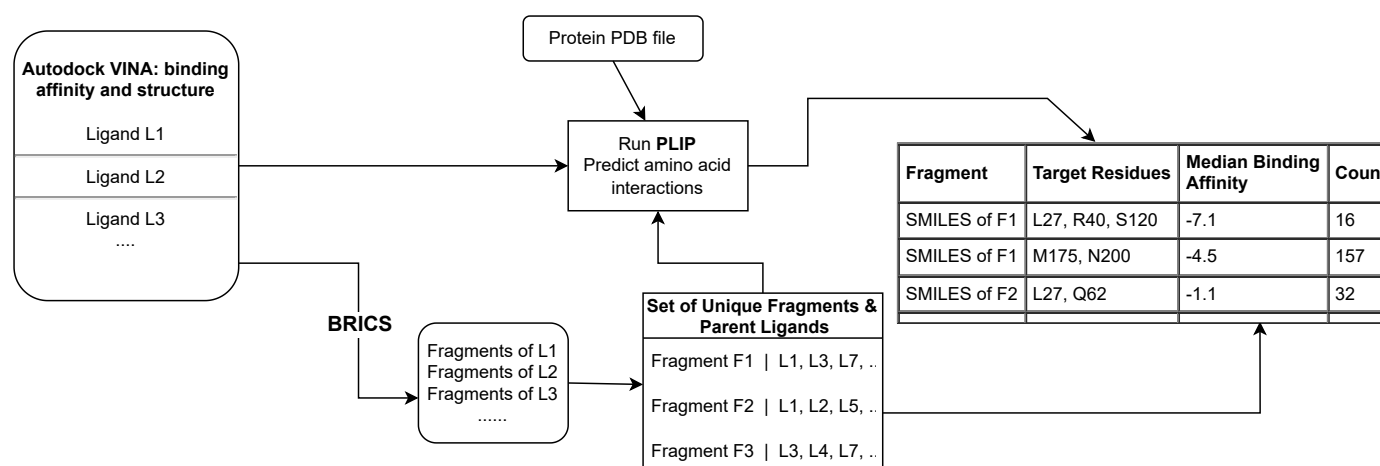 Protein PDB file
Autodock VINA: binding
affinity and structure
Ligand L1
Ligand L2
Ligand L3
....
Run PLIP
Predict amino acid
interactions
Fragment Target Residues Median Binding Affinity Coun
SMILES of F1 L27, R40, S120 -7.1 16
SMILES of F1 M175, N200 -4.5 157
SMILES of F2 L27, Q62 -1.1 32
BRICS
Fragments of L1
Fragments of L2
Fragments of L3
......
Set of Unique Fragments &
Parent Ligands
Fragment F1 | L1, L3, L7, ..
Fragment F2 | L1, L2, L5, ..
Fragment F3 | L3, L4, L7, ..